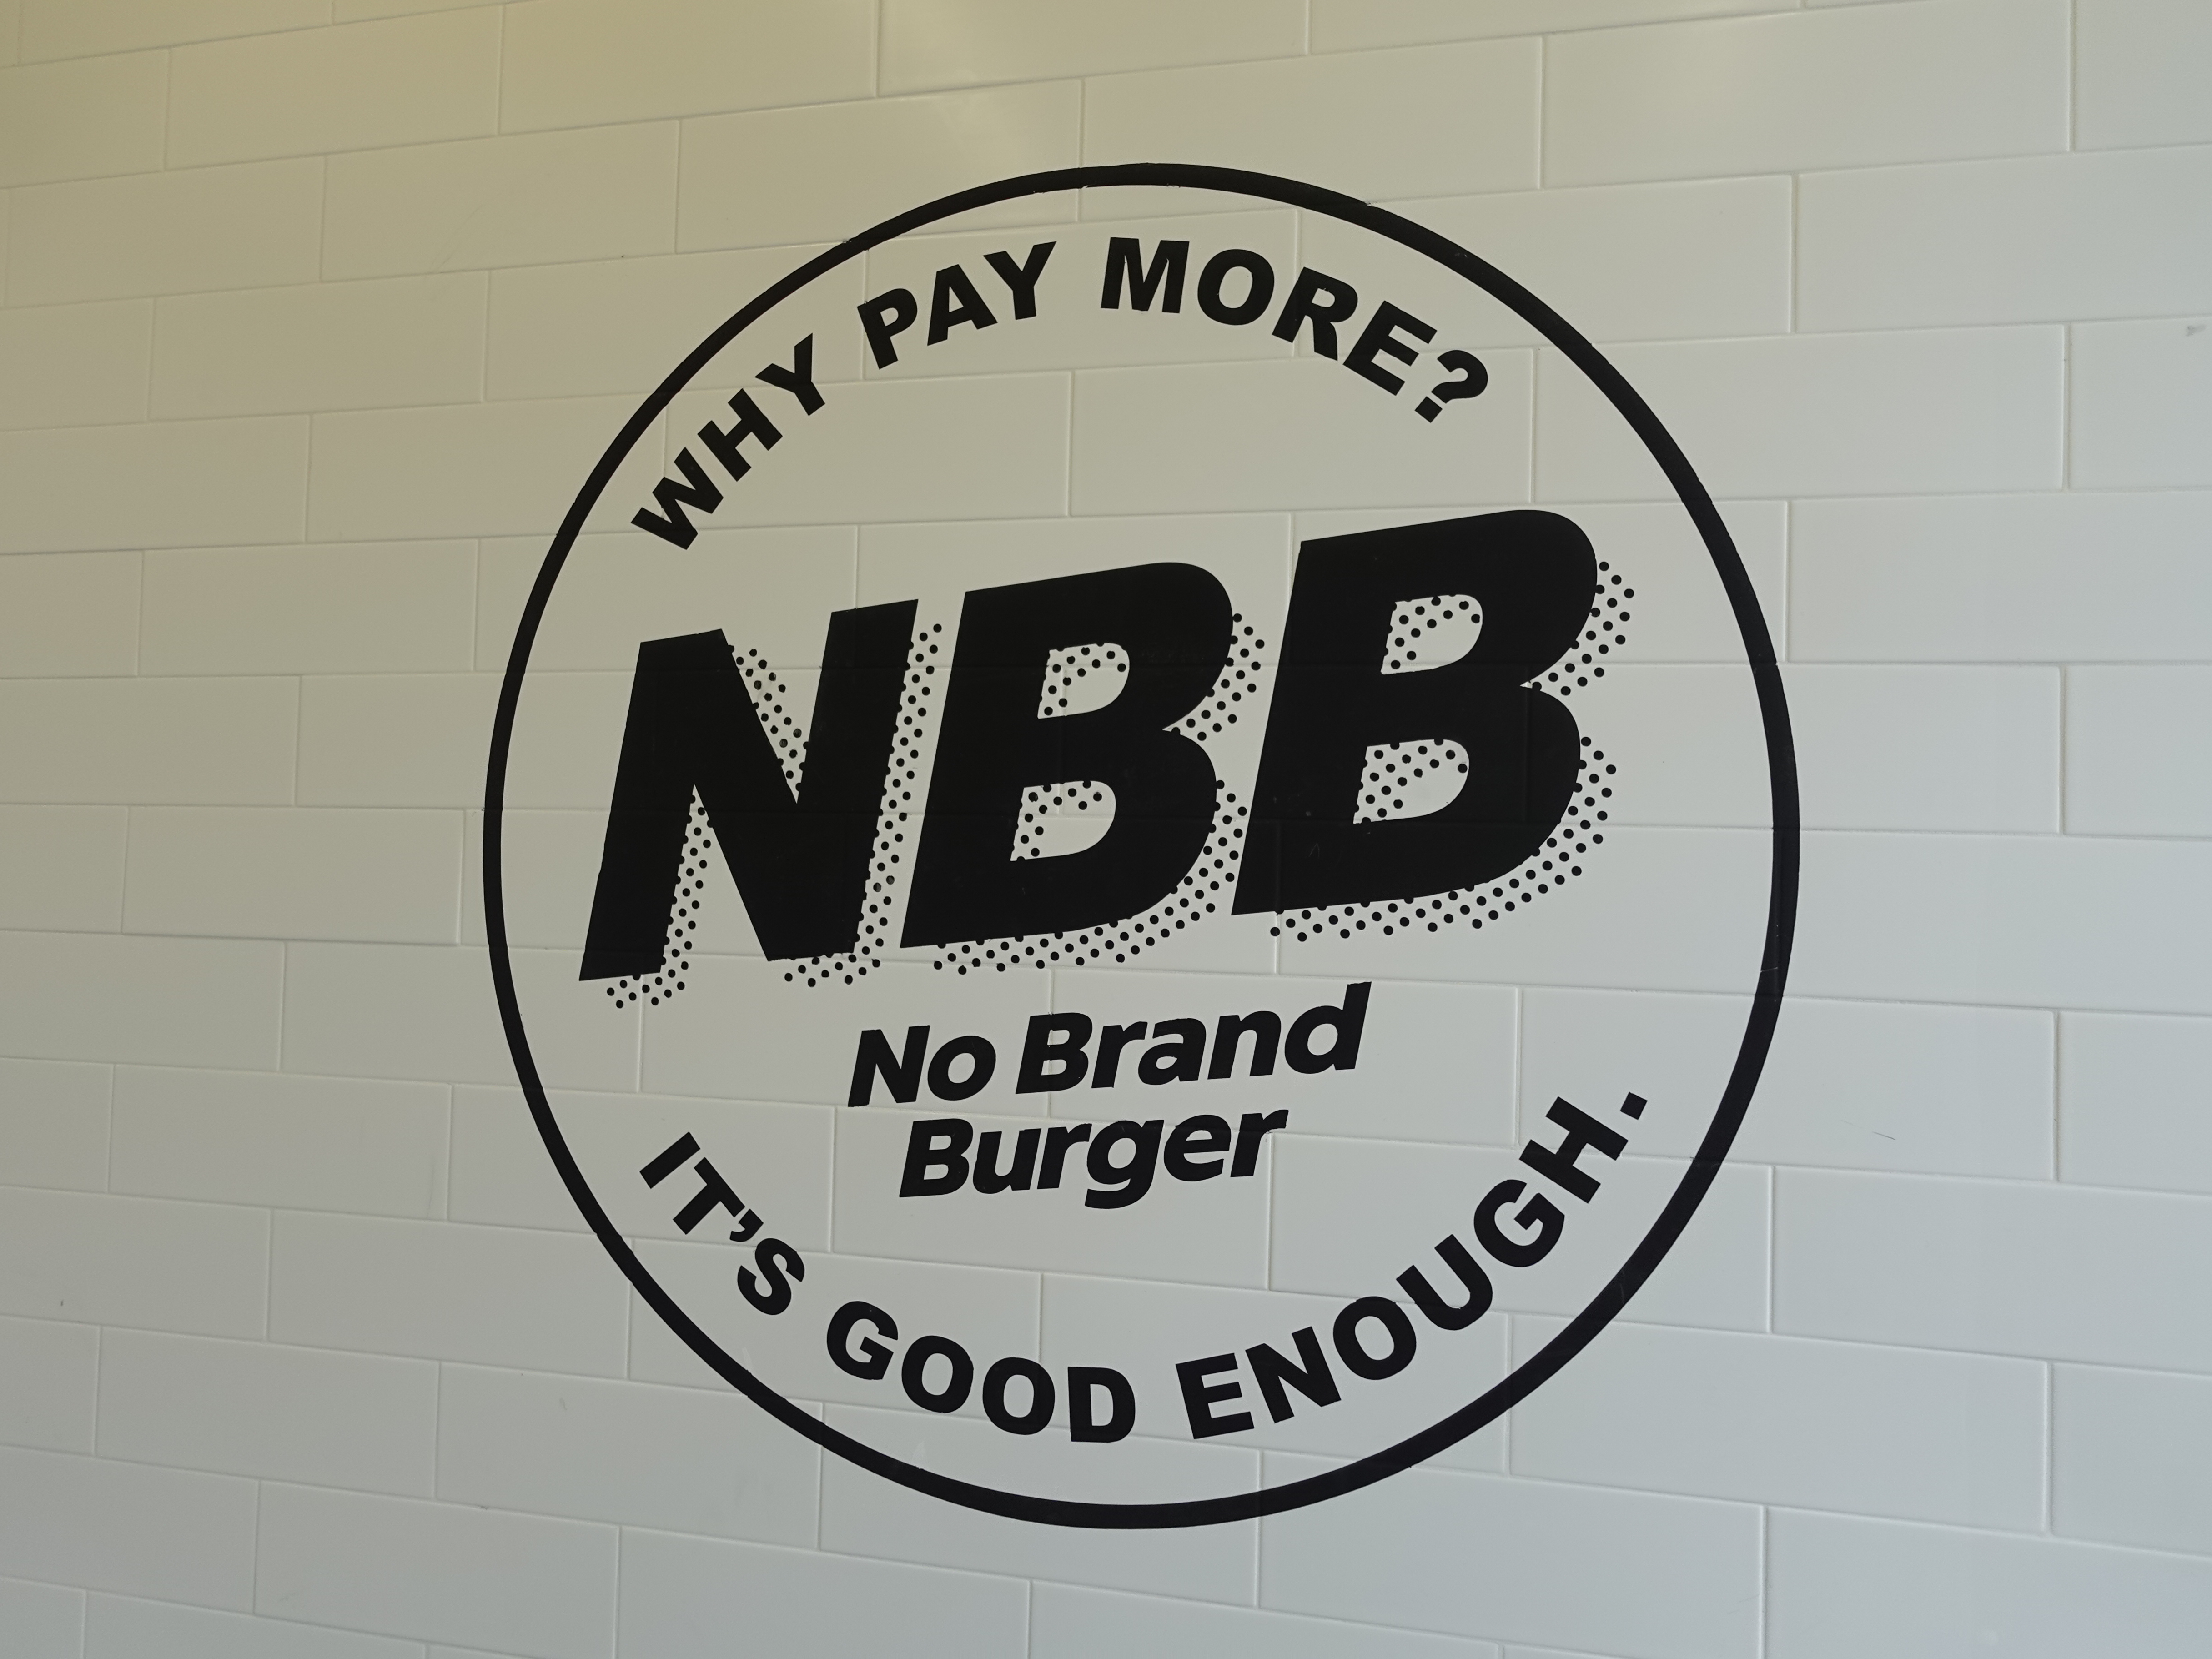 WHY PAY MORE?
NBB
No Brand
Burger
IT'S GOOD ENOUGH.